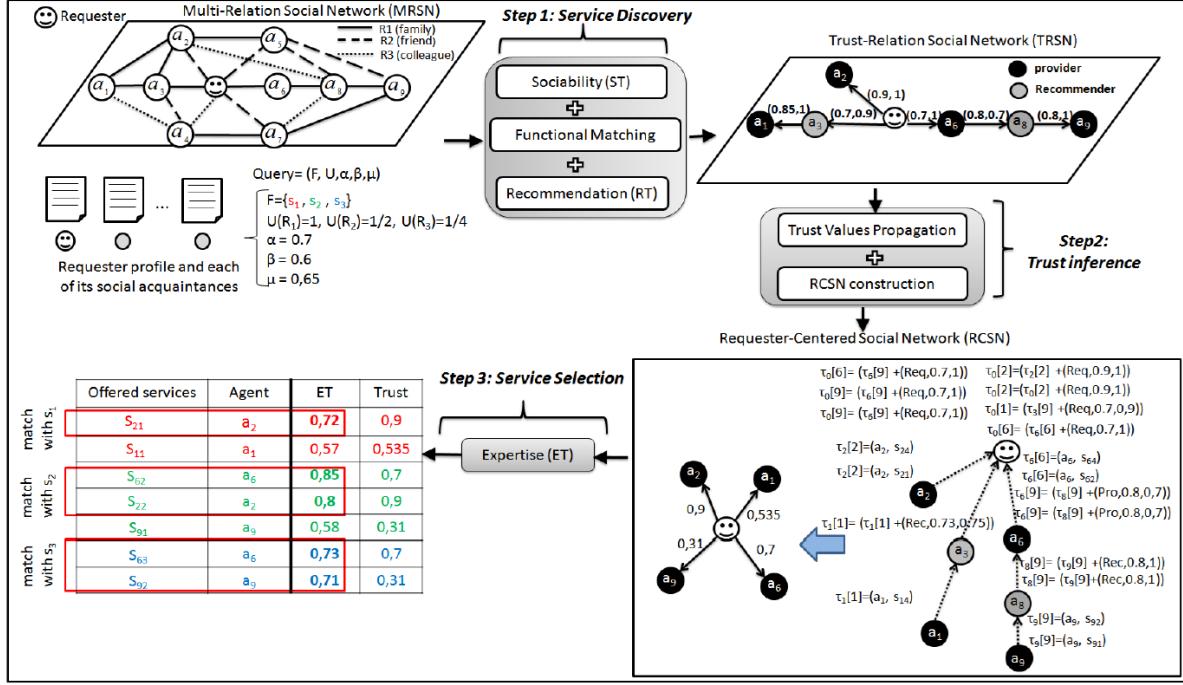 Requester
Multi-Relation Social Network (MRSN)
R1 (family)
R2 (friend)
R3 (colleague)
a2
a5
a1
a3
a6
a8
a9
a4
a7
Query= (F, U,α,β,μ)
F={s1, s2 , s3}
U(R1)=1, U(R2)=1/2, U(R3)=1/4
α = 0.7
β = 0.6
μ = 0,65
...
Requester profile and each
of its social acquaintances
Step 1: Service Discovery
Sociability (ST)
Functional Matching
Recommendation (RT)
Trust-Relation Social Network (TRSN)
provider
Recommender
a2
(0.9, 1)
(0.85,1)
(0.7,0.9)
(0.7,1)
(0.8,0.7)
(0.8,1)
a1
a3
a6
a8
a9
Trust Values Propagation
RCSN construction
Step2:
Trust inference
Requester-Centered Social Network (RCSN)
τ0[6]= (τ6[9] +(Req,0.7,1))
τ0[9]= (τ6[9] +(Req,0.7,1))
τ0[9]= (τ6[9] +(Req,0.7,1))
τ0[2]= (τ2[2] +(Req,0.9,1))
τ0[2]= (τ0[2] +(Req,0.9,1))
τ0[1]= (τ3[9] +(Req,0.7,0,9))
τ0[6]= (τ6[6] +(Req,0.7,1))
τ2[2]=(a2, s24)
τ2[2]=(a2, s21)
τ6[6]=(a6, s64)
τ6[6]=(a6, s62)
τ6[9]= (τ8[9] +(Pro,0.8,0,7))
τ6[9]= (τ8[9] +(Pro,0.8,0,7))
a2
τ1[1]= (τ1[1] +(Rec,0.73,0.75))
a3
a6
τ8[9]= (τ9[9] +(Rec,0.8,1))
τ8[9]= (τ9[9]+(Rec,0.8,1))
τ1[1]=(a1, s14)
a8
τ9[9]=(a9, s92)
τ9[9]=(a9, s91)
a1
a9
a2
a1
0,9
0,535
0,31
0,7
a9
a6
Step 3: Service Selection
Expertise (ET)
Offered services Agent ET Trust
match
with s1
S21 a2 0,72 0,9
S11 a1 0,57 0,535
match
with s2
S62 a6 0,85 0,7
S22 a2 0,8 0,9
S91 a9 0,58 0,31
match
with s3
S63 a6 0,73 0,7
S92 a9 0,71 0,31